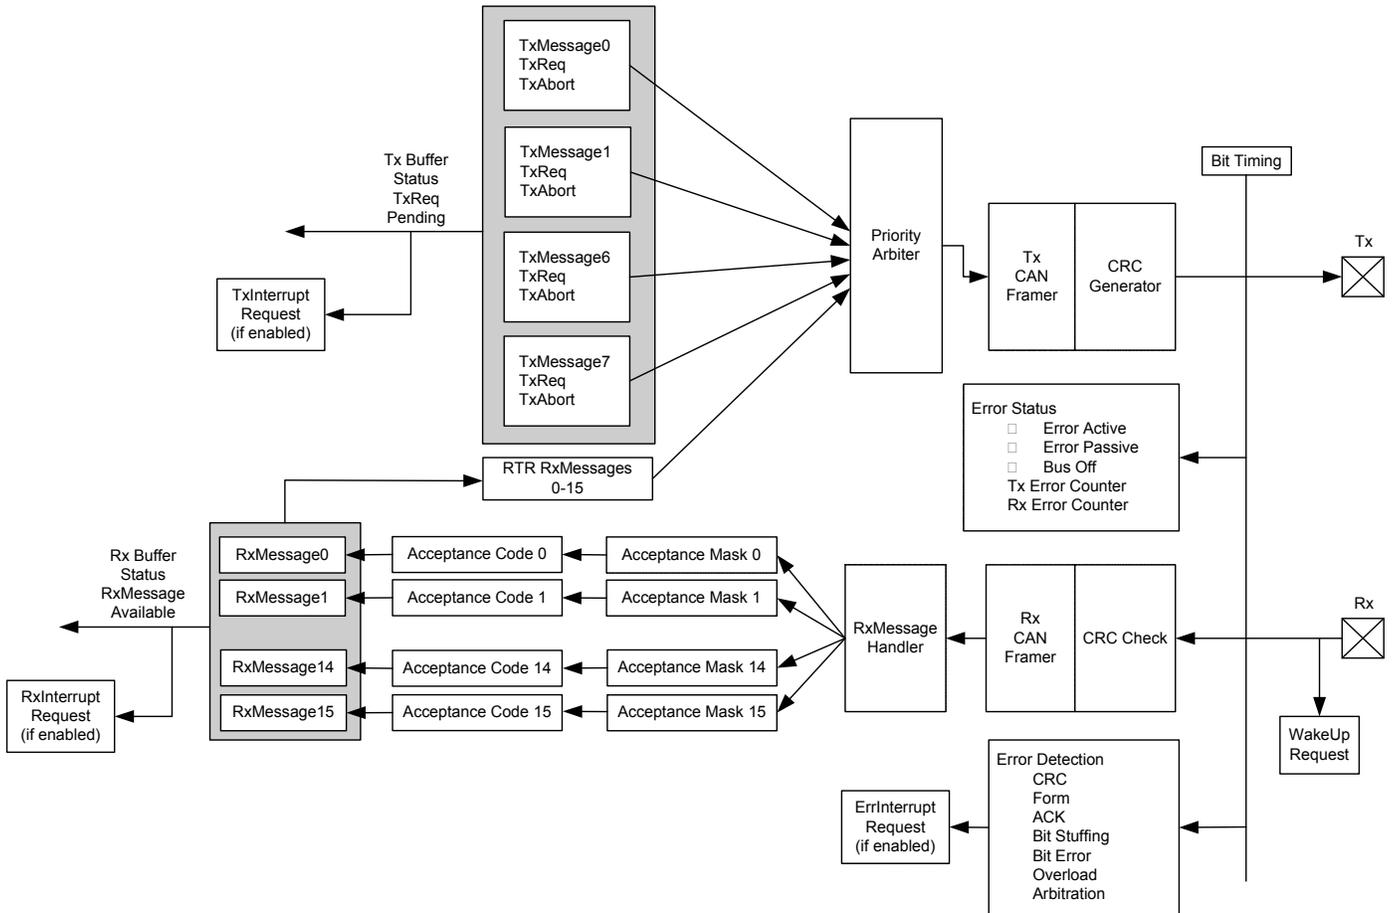 TxMessage0
TxReq
TxAbort
TxMessage1
TxReq
TxAbort
TxMessage6
TxReq
TxAbort
TxMessage7
TxReq
TxAbort
Tx Buffer
Status
TxReq
Pending
TxInterrupt
Request
(if enabled)
Priority
Arbiter
Tx
CAN
Framer
CRC
Generator
Bit Timing
Tx
Error Status
Error Active
Error Passive
Bus Off
Tx Error Counter
Rx Error Counter
RTR RxMessages
0-15
Rx Buffer
Status
RxMessage
Available
RxInterrupt
Request
(if enabled)
RxMessage0
Acceptance Code 0
Acceptance Mask 0
RxMessage1
Acceptance Code 1
Acceptance Mask 1
RxMessage14
Acceptance Code 14
Acceptance Mask 14
RxMessage15
Acceptance Code 15
Acceptance Mask 15
RxMessage
Handler
Rx
CAN
Framer
CRC Check
Rx
WakeUp
Request
ErrInterrupt
Request
(if enabled)
Error Detection
CRC
Form
ACK
Bit Stuffing
Bit Error
Overload
Arbitration